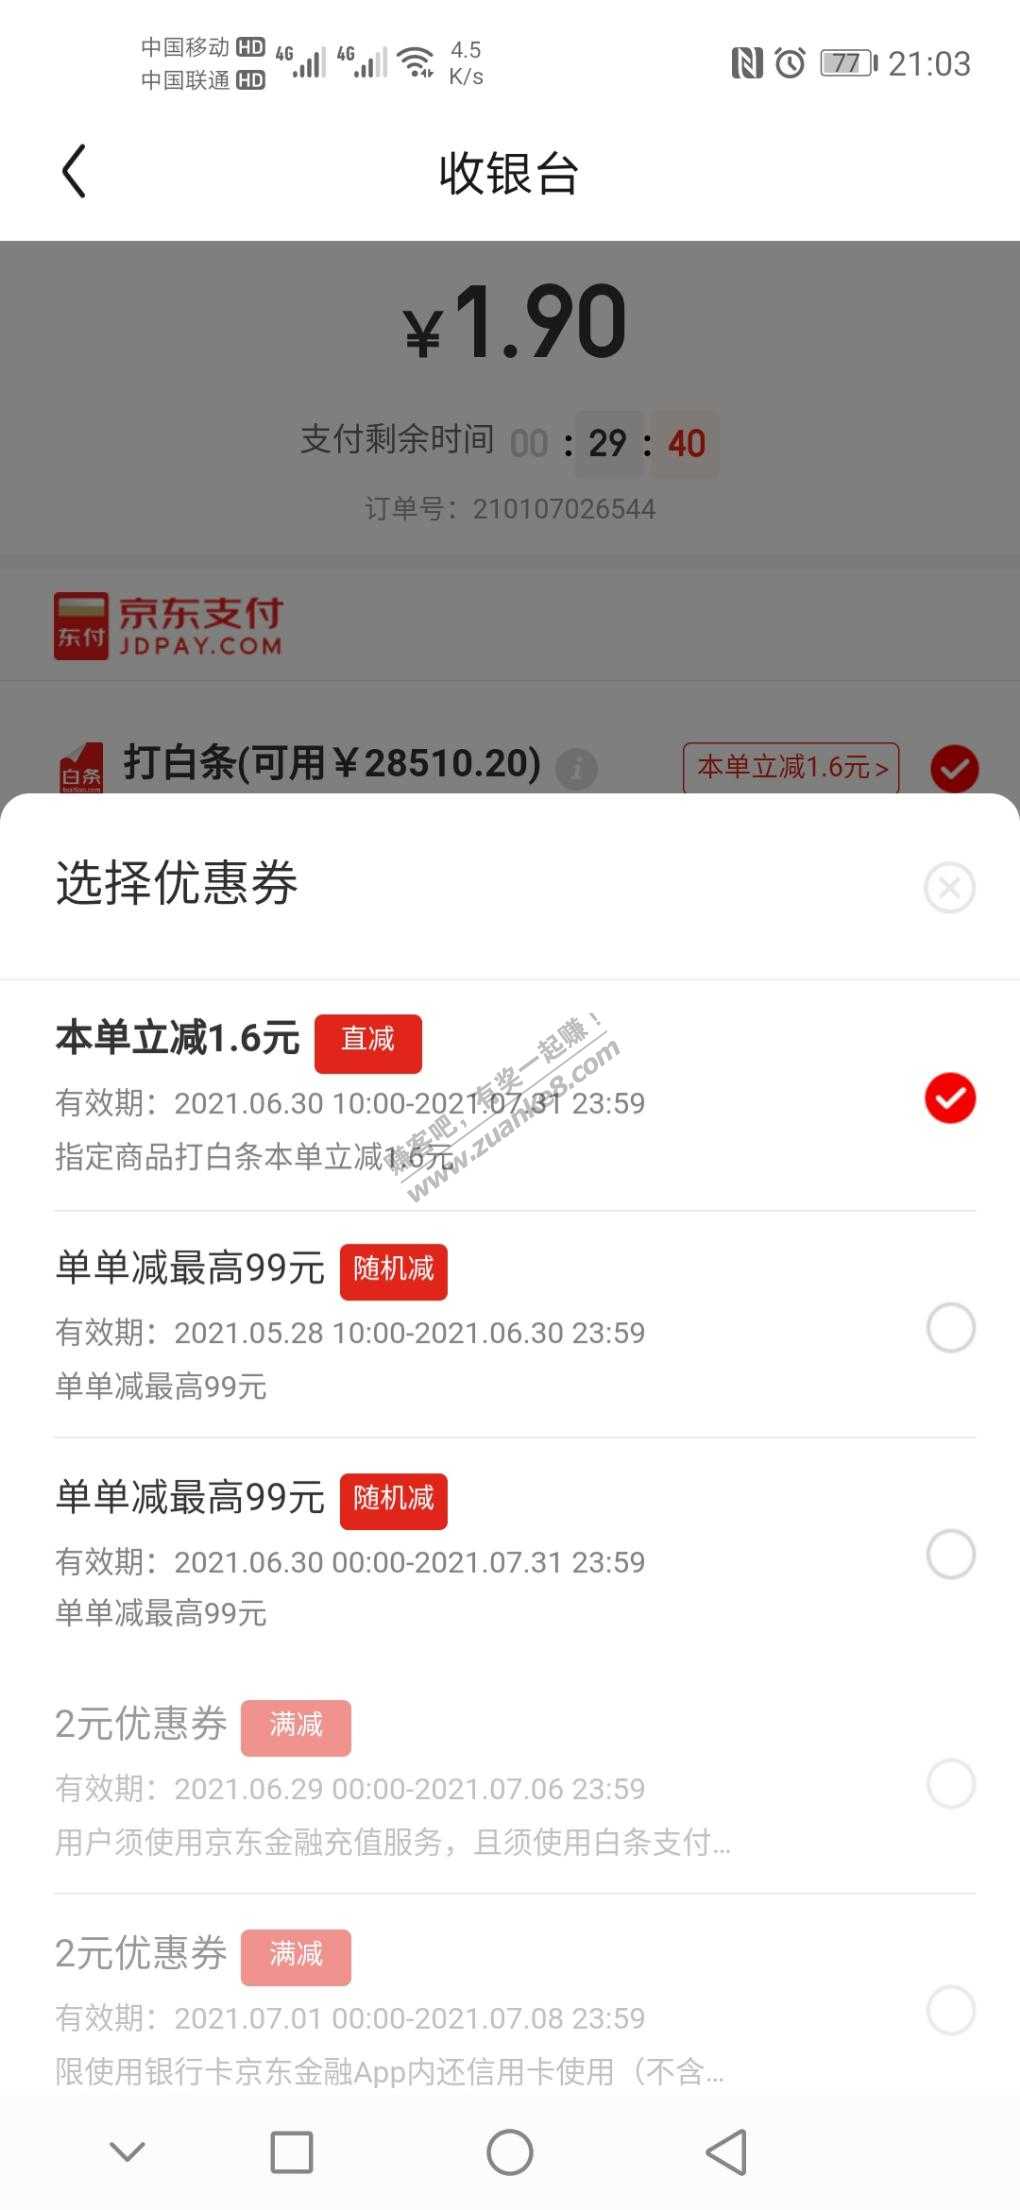 中国移动 HD 4G 4G 4.5 K/s 77 21:03
中国联通 HD
收银台
¥1.90
支付剩余时间 00 : 29 : 40
订单号：210107026544
东付 京东支付
JDPAY.COM
白条 打白条(可用￥28510.20) i 本单立减1.6元>
选择优惠券
本单立减1.6元 直减
有效期：2021.06.30 10:00-2021.07.31 23:59
指定商品打白条本单立减1.6元
赚客吧，有奖一起赚！
www.zuanke8.com
单单减最高99元 随机减
有效期：2021.05.28 10:00-2021.06.30 23:59
单单减最高99元
单单减最高99元 随机减
有效期：2021.06.30 00:00-2021.07.31 23:59
单单减最高99元
2元优惠券 满减
有效期：2021.06.29 00:00-2021.07.06 23:59
用户须使用京东金融充值服务，且须使用白条支付...
2元优惠券 满减
有效期：2021.07.01 00:00-2021.07.08 23:59
限使用银行卡京东金融App内还信用卡使用（不含...